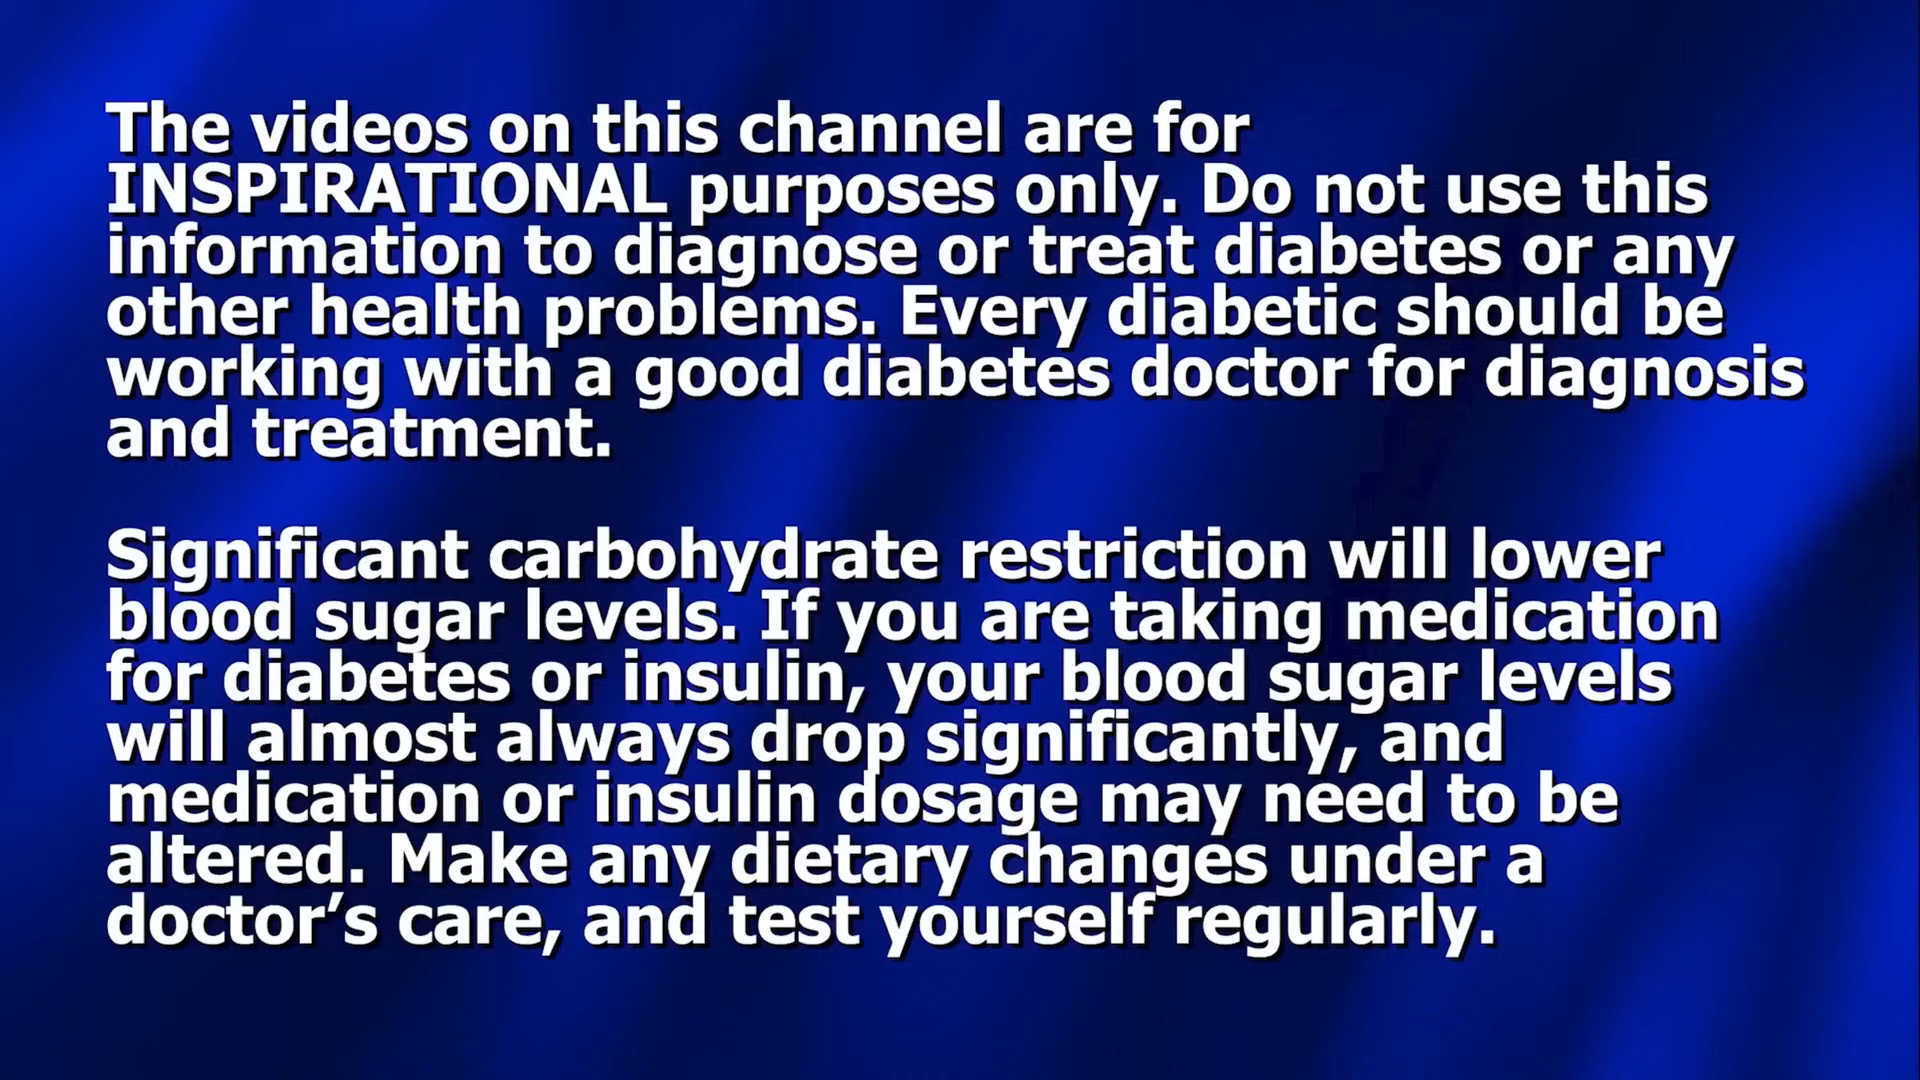 The videos on this channel are for
INSPIRATIONAL purposes only. Do not use this
information to diagnose or treat diabetes or any
other health problems. Every diabetic should be
working with a good diabetes doctor for diagnosis
and treatment.
Significant carbohydrate restriction will lower
blood sugar levels. If you are taking medication
for diabetes or insulin, your blood sugar levels
will almost always drop significantly, and
medication or insulin dosage may need to be
altered. Make any dietary changes under a
doctor’s care, and test yourself regularly.